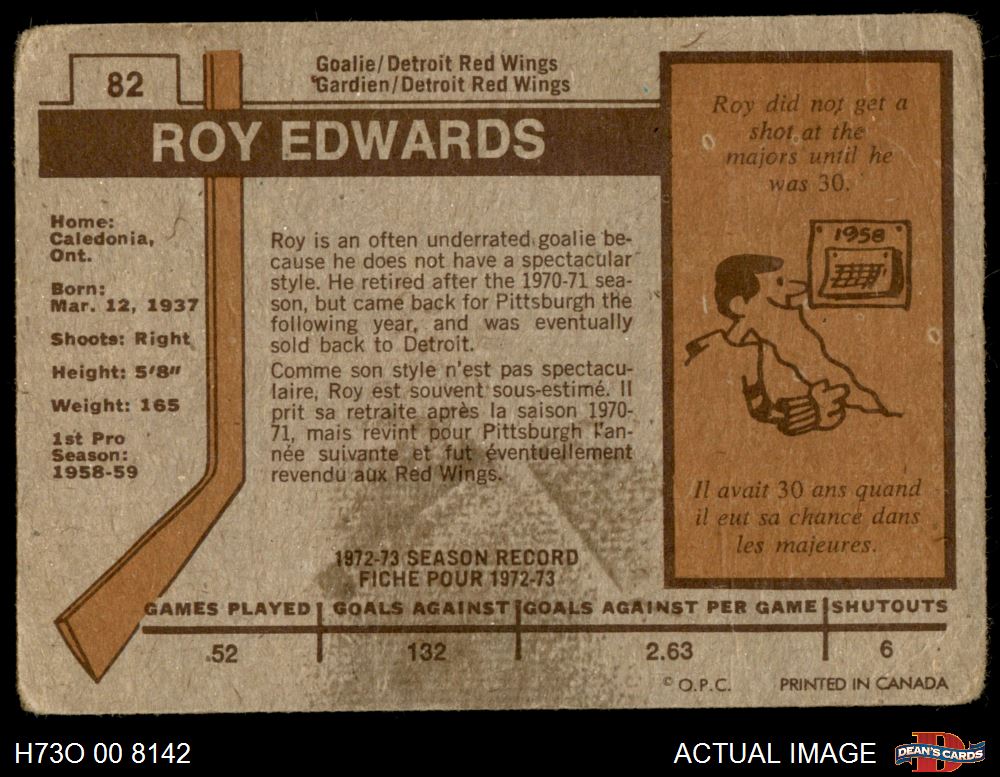 82
Goalie/Detroit Red Wings
Gardien/Detroit Red Wings
ROY EDWARDS
Home:
Caledonia,
Ont.
Born:
Mar. 12, 1937
Shoots: Right
Height: 5'8"
Weight: 165
1st Pro
Season:
1958-59
Roy is an often underrated goalie be-
cause he does not have a spectacular
style. He retired after the 1970-71 sea-
son, but came back for Pittsburgh the
following year, and was eventually
sold back to Detroit.
Comme son style n'est pas spectacu-
laire, Roy est souvent sous-estimé. Il
prit sa retraite après la saison 1970-
71, mais revint pour Pittsburgh l'an-
née suivante et fut éventuellement
revendu aux Red Wings.
Roy did not get a
shot at the
majors until he
was 30.
1958
Il avait 30 ans quand
il eut sa chance dans
les majeures.
1972-73 SEASON RECORD
FICHE POUR 1972-73
GAMES PLAYED GOALS AGAINST GOALS AGAINST PER GAME SHUTOUTS
52 132 2.63 6
© O.P.C. PRINTED IN CANADA
H73O 00 8142
ACTUAL IMAGE
D
DEAN'S CARDS